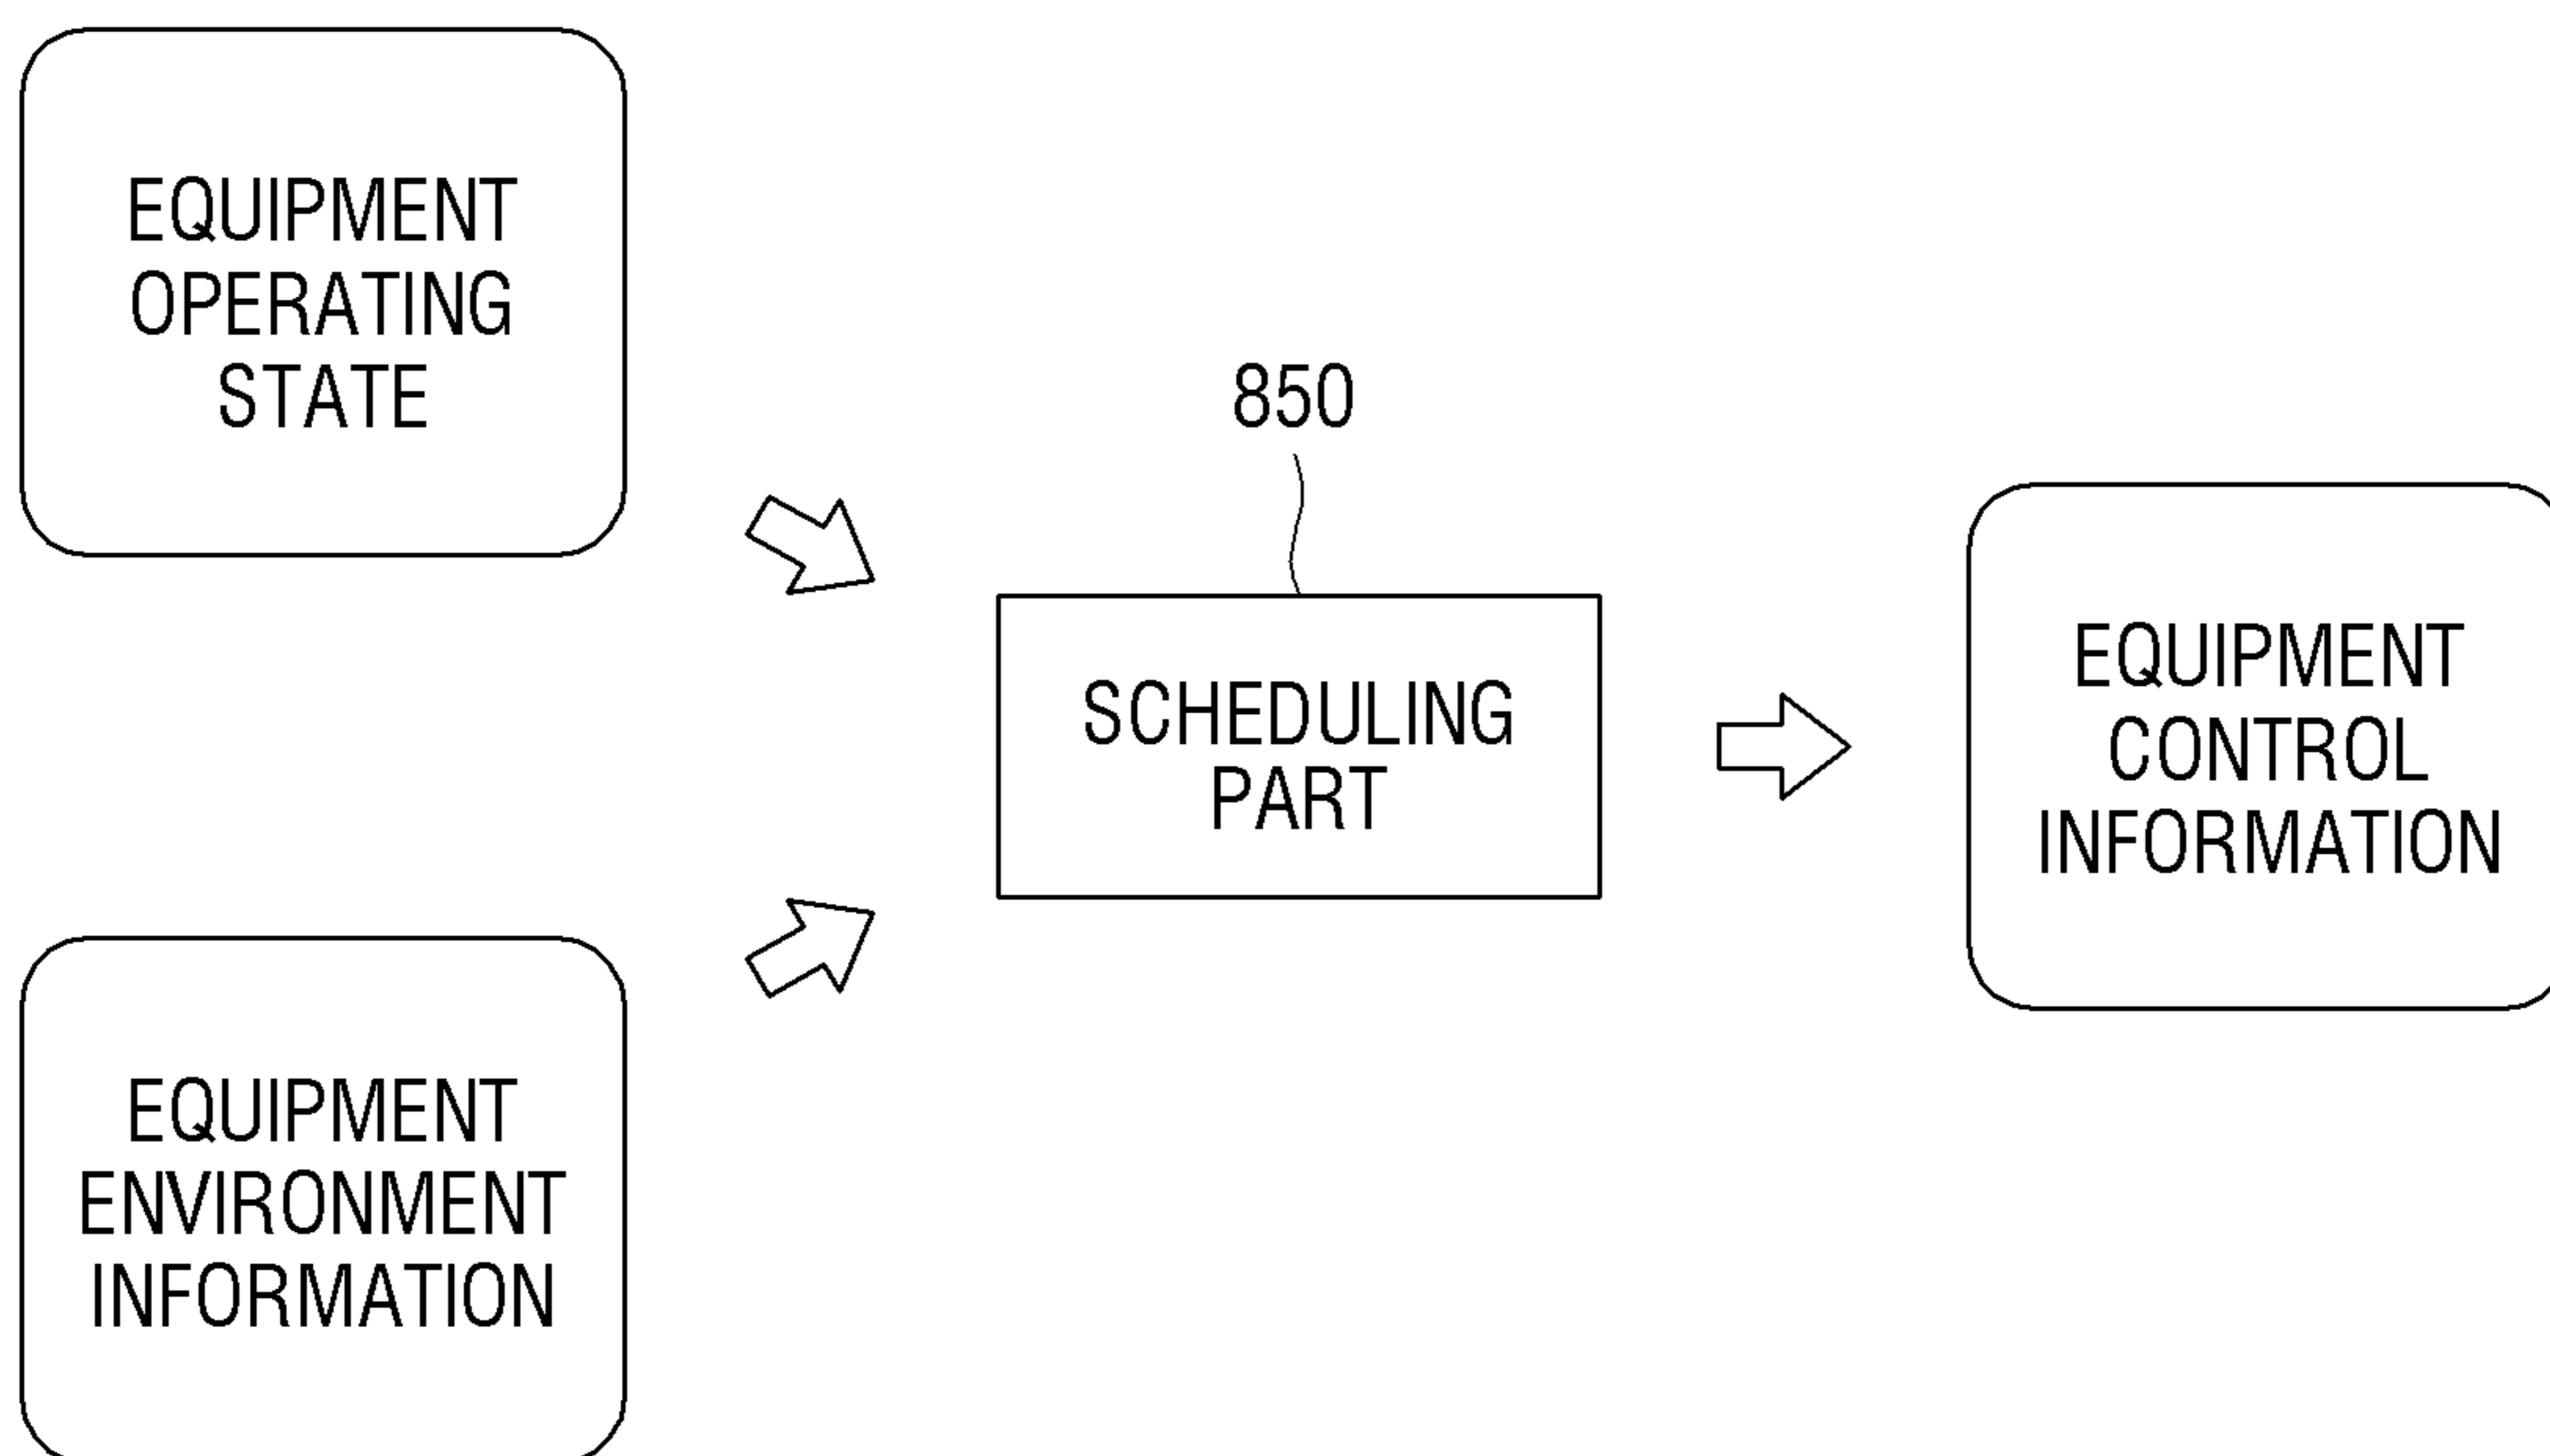 EQUIPMENT
OPERATING
STATE
850
SCHEDULING
PART
EQUIPMENT
CONTROL
INFORMATION
EQUIPMENT
ENVIRONMENT
INFORMATION